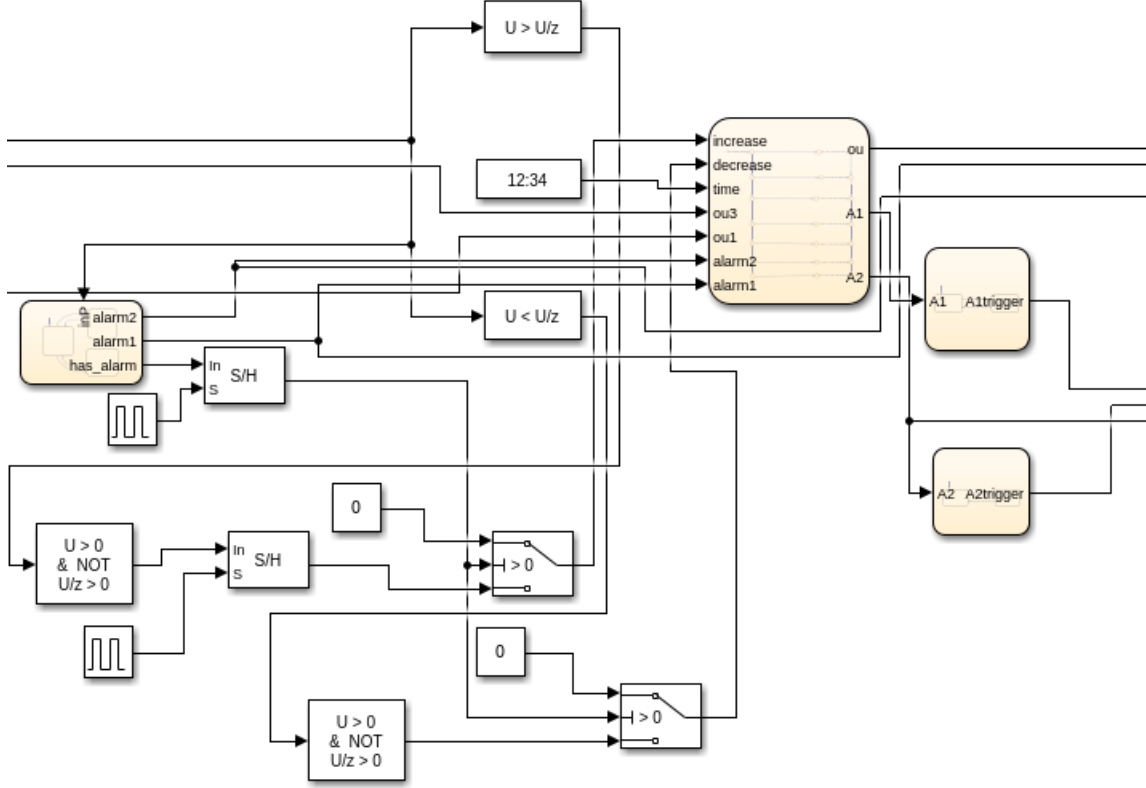 U > U/z
increase
decrease
time
ou3
ou1
alarm2
alarm1
ou
A1
A2
12:34
A1
A1trigger
inP
alarm2
alarm1
has_alarm
U < U/z
In
S
S/H
A2
A2trigger
0
U > 0
& NOT
U/z > 0
In
S
S/H
> 0
0
> 0
U > 0
& NOT
U/z > 0